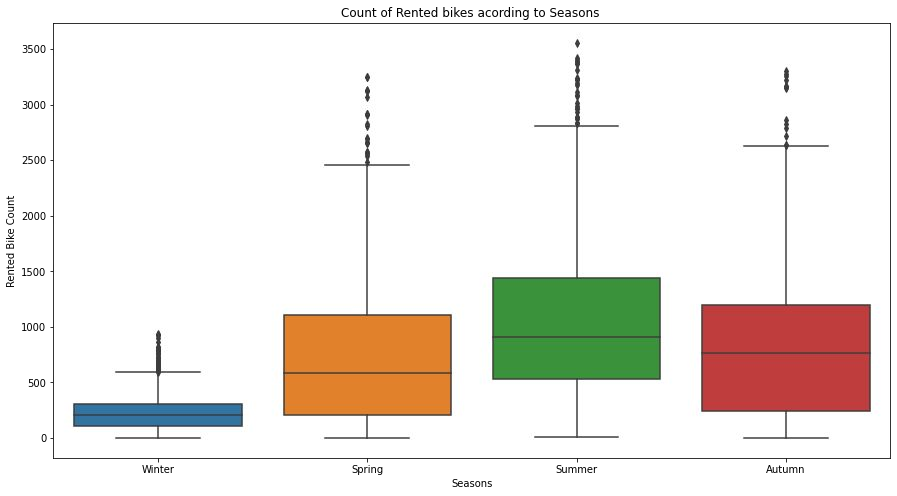 Count of Rented bikes acording to Seasons
3500
3000
2500
2000
1500
1000
500
0
Rented Bike Count
Winter
Spring
Summer
Autumn
Seasons